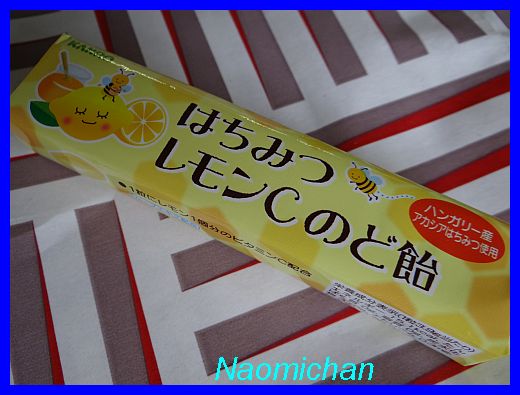 KANRO
はちみつ
レモンCのど飴
ハンガリー産
アカシアはちみつ使用
●1粒にレモン1個分のビタミンC配合
Naomichan